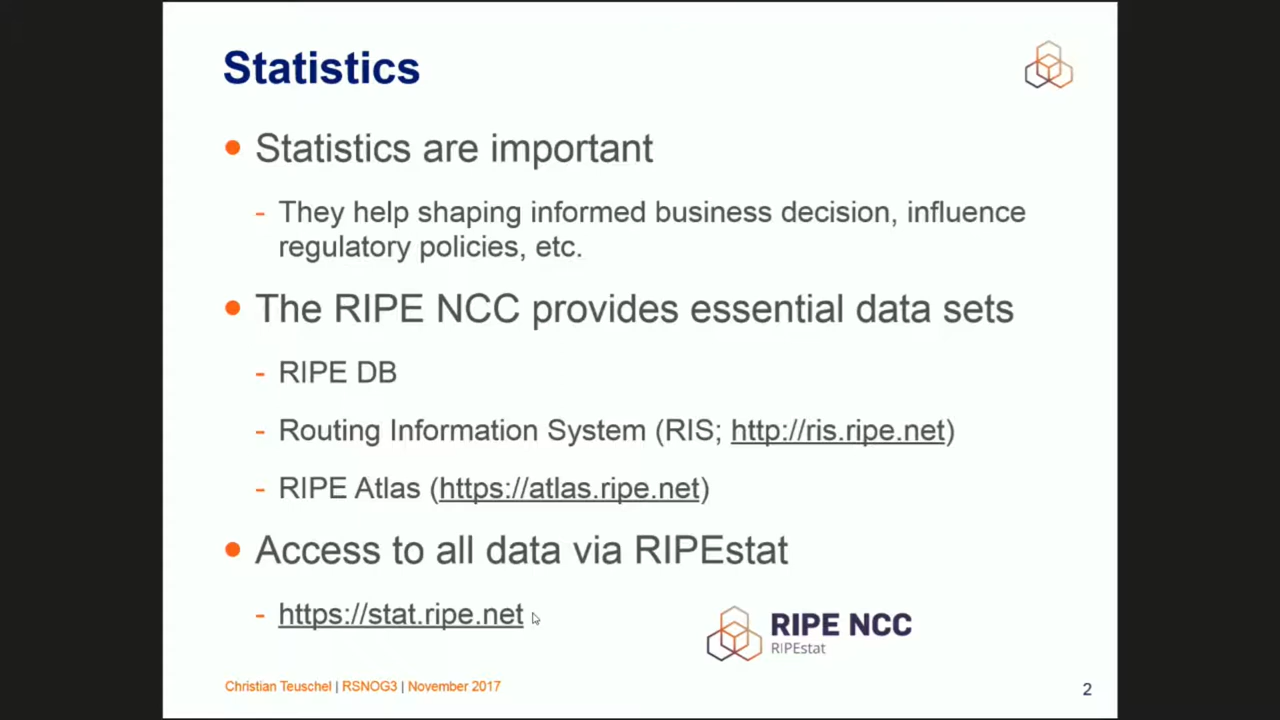 Statistics
• Statistics are important
- They help shaping informed business decision, influence
regulatory policies, etc.
• The RIPE NCC provides essential data sets
- RIPE DB
- Routing Information System (RIS; http://ris.ripe.net)
- RIPE Atlas (https://atlas.ripe.net)
• Access to all data via RIPEstat
- https://stat.ripe.net
RIPE NCC
RIPEstat
Christian Teuschel | RSNOG3 | November 2017
2